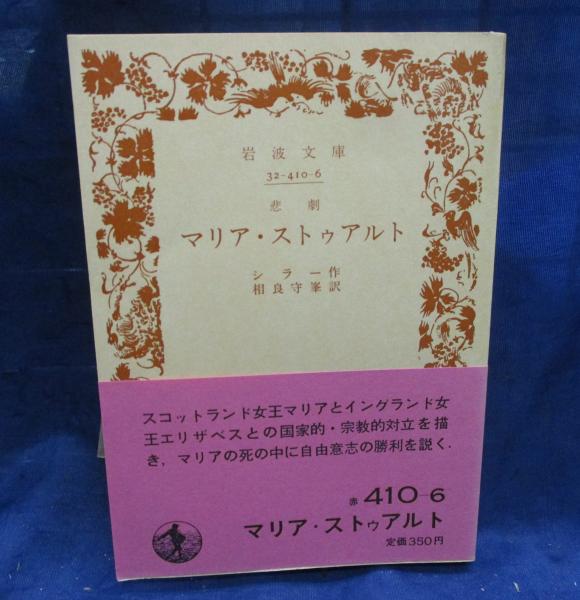 岩波文庫
32-410-6
悲劇
マリア・ストゥアルト
シラー作
相良守峯訳
スコットランド女王マリアとイングランド女
王エリザベスとの国家的・宗教的対立を描
き，マリアの死の中に自由意志の勝利を説く．
赤 410-6
マリア・ストゥアルト
定価350円